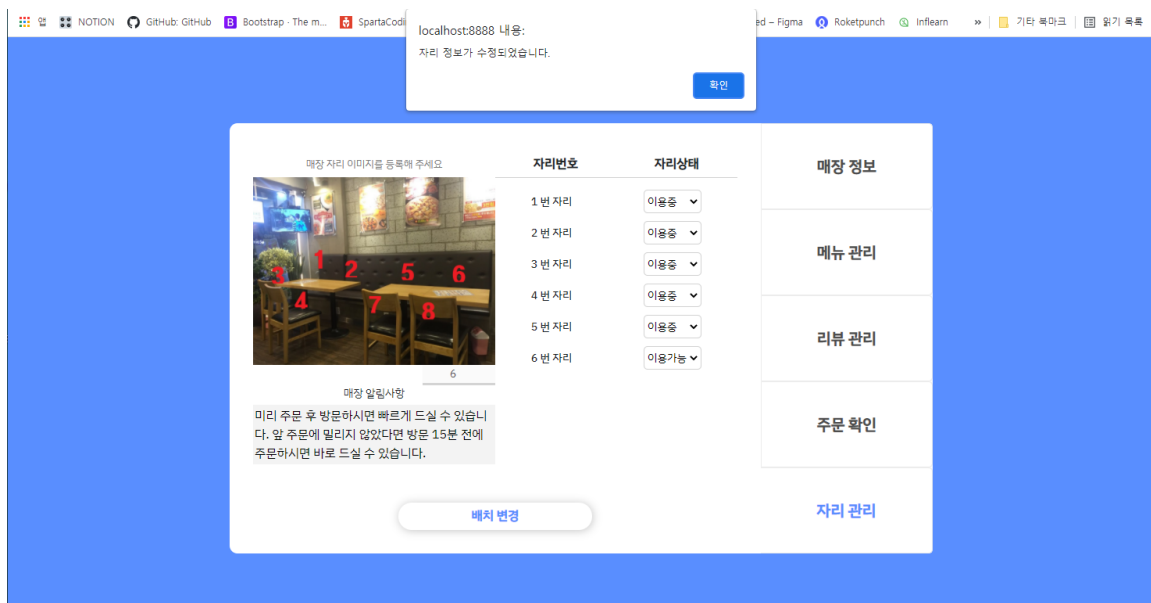 앱
NOTION
GitHub: GitHub
Bootstrap · The m...
SpartaCodi
ed – Figma
Roketpunch
Inflearn
»
기타 북마크
읽기 목록
localhost:8888 내용:
자리 정보가 수정되었습니다.
확인
매장 자리 이미지를 등록해 주세요
1
2
3
4
5
6
7
8
6
매장 알림사항
미리 주문 후 방문하시면 빠르게 드실 수 있습니
다. 앞 주문에 밀리지 않았다면 방문 15분 전에
주문하시면 바로 드실 수 있습니다.
자리번호 자리상태
1 번 자리 이용중
2 번 자리 이용중
3 번 자리 이용중
4 번 자리 이용중
5 번 자리 이용중
6 번 자리 이용가능
배치 변경
매장 정보
메뉴 관리
리뷰 관리
주문 확인
자리 관리